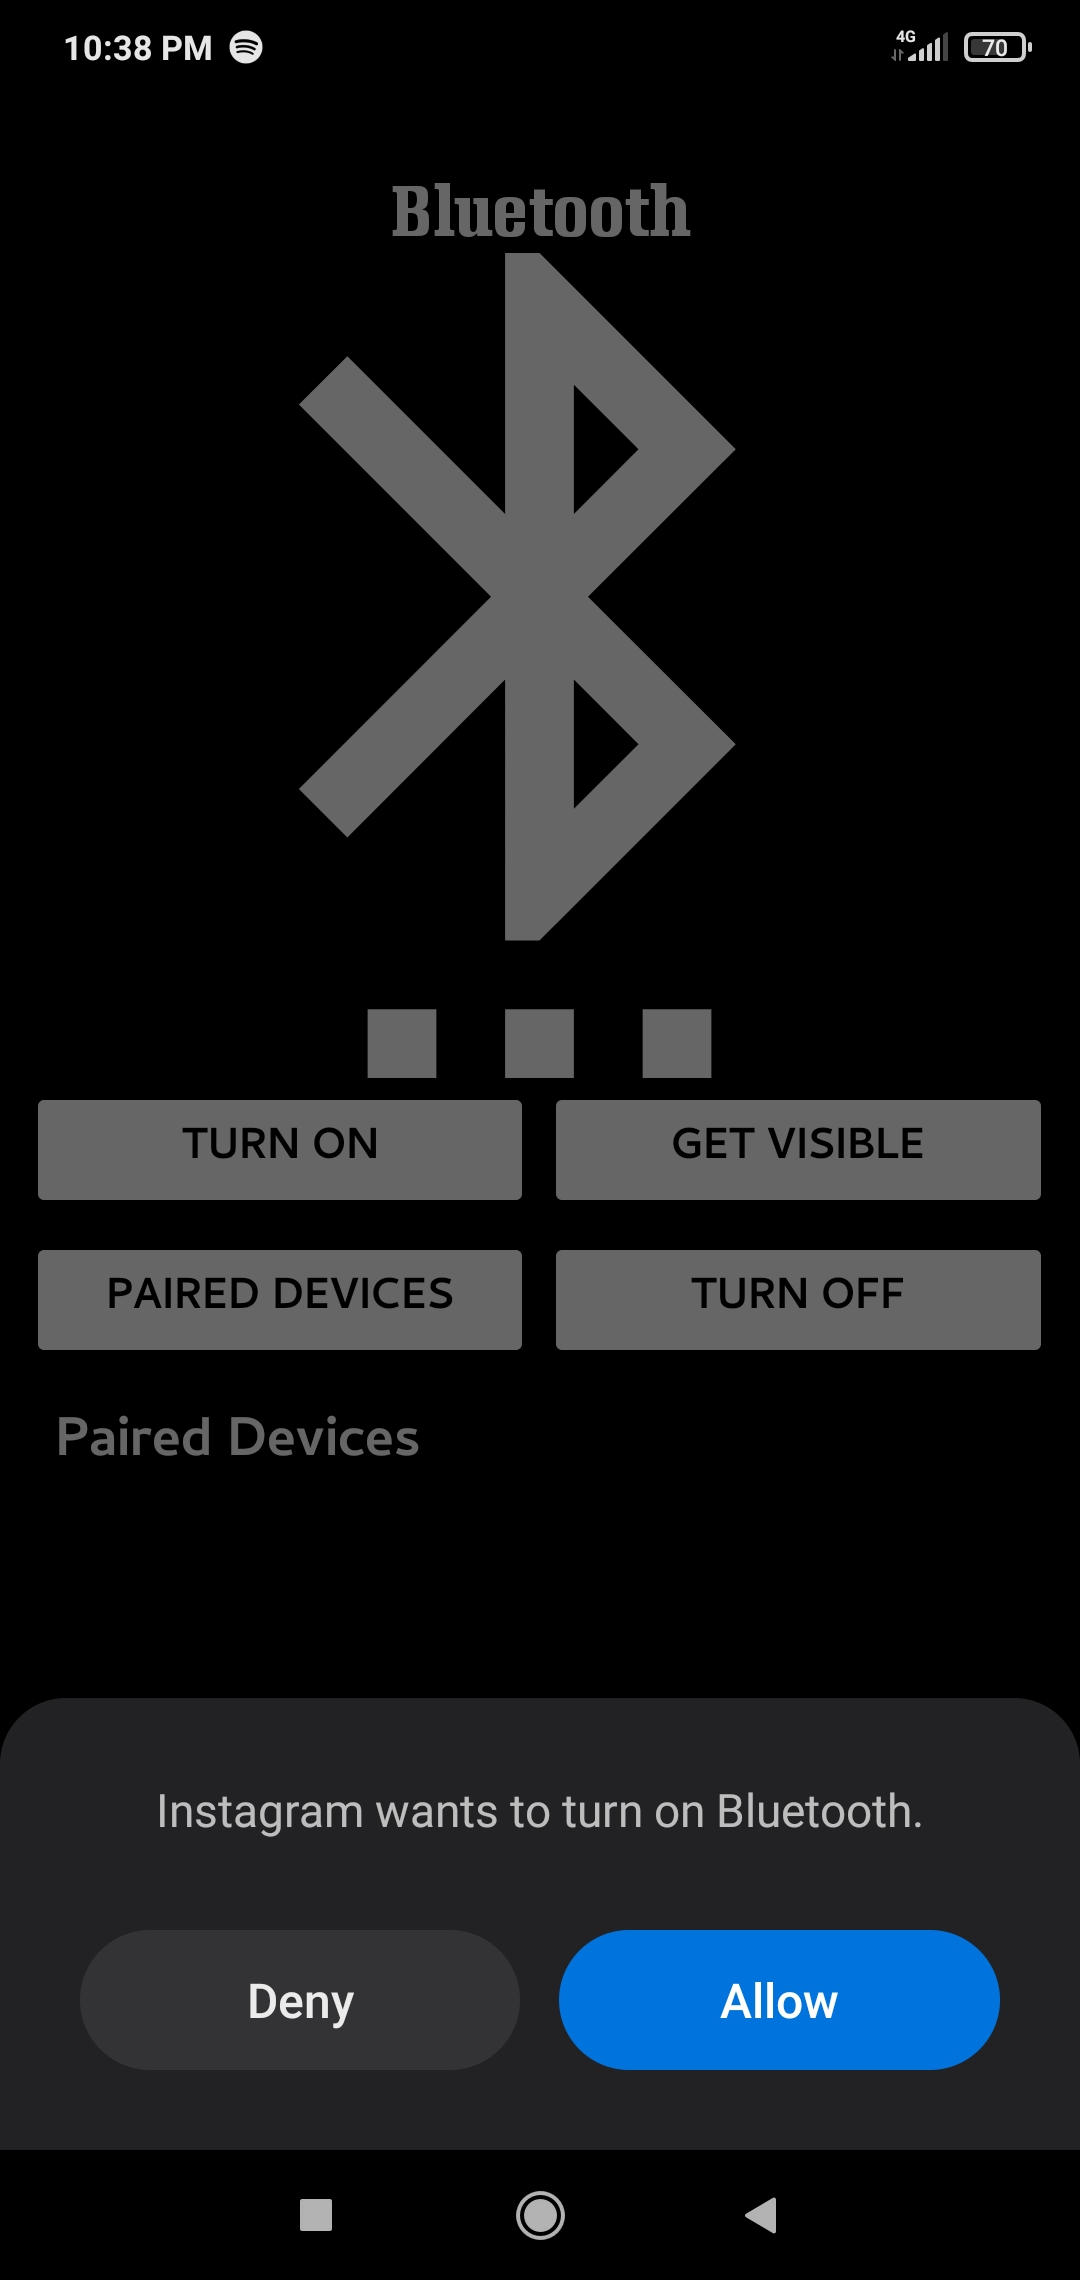 10:38 PM
4G
70
Bluetooth
TURN ON
GET VISIBLE
PAIRED DEVICES
TURN OFF
Paired Devices
Instagram wants to turn on Bluetooth.
Deny
Allow